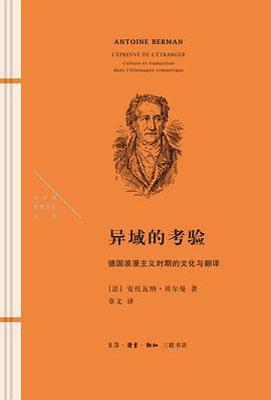 ANTOINE BERMAN
L'ÉPREUVE DE L'ÉTRANGER
Culture et traduction
dans l'Allemagne romantique
异域的考验
德国浪漫主义时期的文化与翻译
[法] 安托瓦纳·贝尔曼 著
章文 译
生活·读书·新知 三联书店